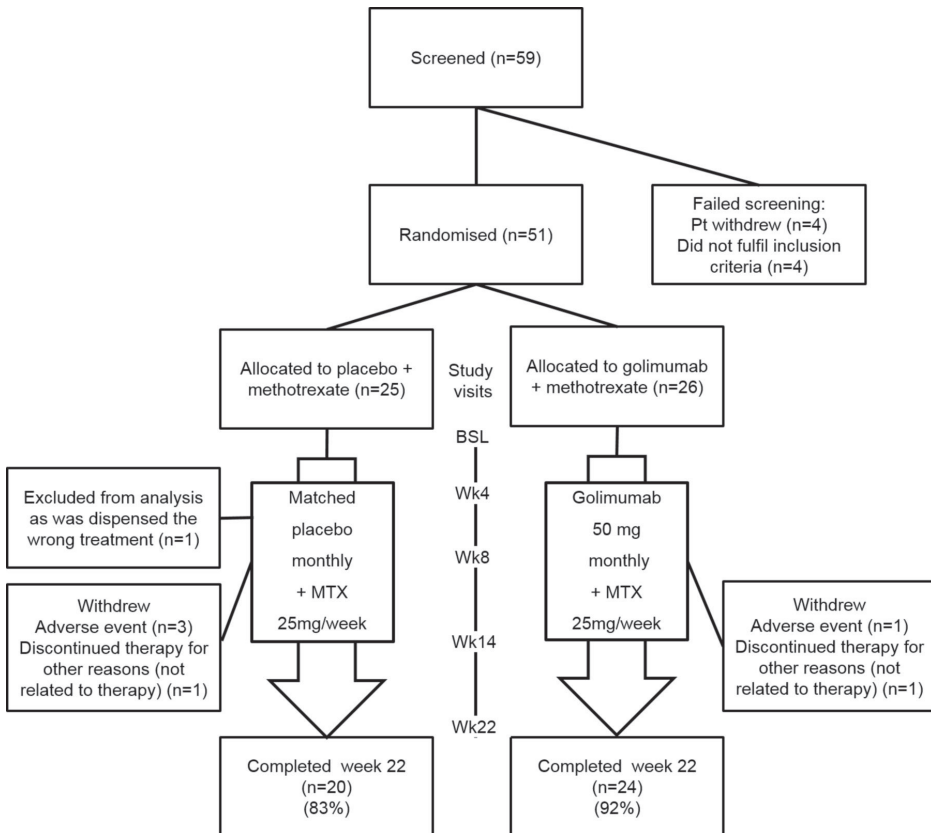 Screened (n=59)
Randomised (n=51)
Failed screening:
Pt withdrew (n=4)
Did not fulfil inclusion
criteria (n=4)
Allocated to placebo +
methotrexate (n=25)
Study
visits
Allocated to golimumab
+ methotrexate (n=26)
BSL
Wk4
Wk8
Wk14
Wk22
Excluded from analysis
as was dispensed the
wrong treatment (n=1)
Matched
placebo
monthly
+ MTX
25mg/week
Golimumab
50 mg
monthly
+ MTX
25mg/week
Withdrew
Adverse event (n=3)
Discontinued therapy for
other reasons (not
related to therapy) (n=1)
Withdrew
Adverse event (n=1)
Discontinued therapy for
other reasons (not
related to therapy) (n=1)
Completed week 22
(n=20)
(83%)
Completed week 22
(n=24)
(92%)